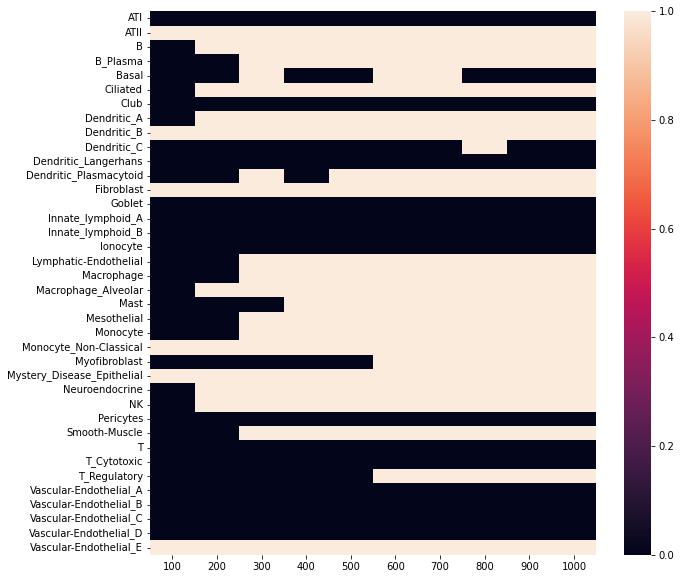 ATI
ATII
B
B_Plasma
Basal
Ciliated
Club
Dendritic_A
Dendritic_B
Dendritic_C
Dendritic_Langerhans
Dendritic_Plasmacytoid
Fibroblast
Goblet
Innate_lymphoid_A
Innate_lymphoid_B
Ionocyte
Lymphatic-Endothelial
Macrophage
Macrophage_Alveolar
Mast
Mesothelial
Monocyte
Monocyte_Non-Classical
Myofibroblast
Mystery_Disease_Epithelial
Neuroendocrine
NK
Pericytes
Smooth-Muscle
T
T_Cytotoxic
T_Regulatory
Vascular-Endothelial_A
Vascular-Endothelial_B
Vascular-Endothelial_C
Vascular-Endothelial_D
Vascular-Endothelial_E
100 200 300 400 500 600 700 800 900 1000
1.0
0.8
0.6
0.4
0.2
0.0